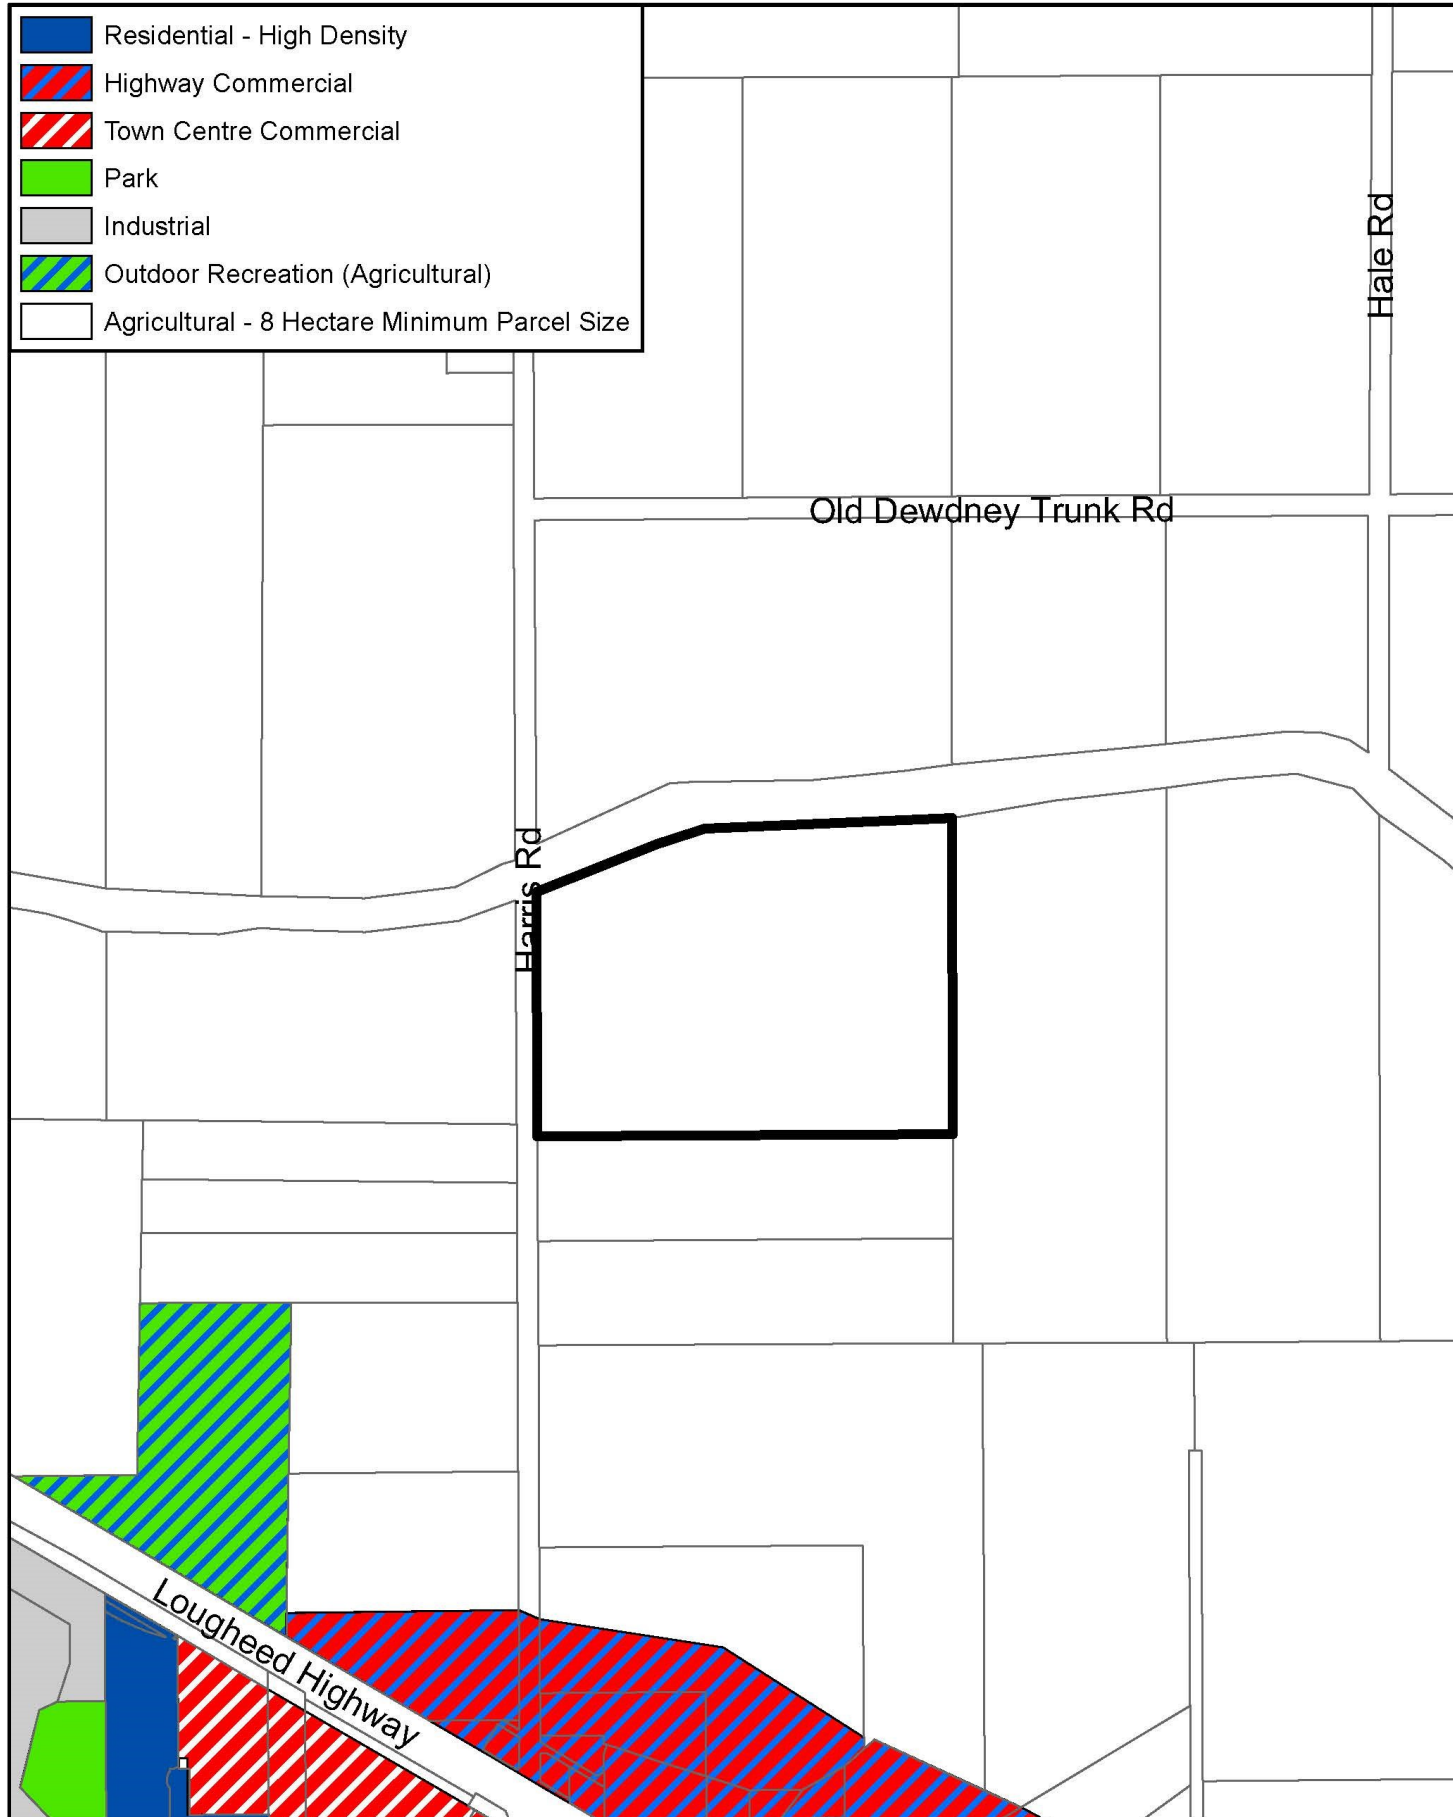 Residential - High Density
Highway Commercial
Town Centre Commercial
Park
Industrial
Outdoor Recreation (Agricultural)
Agricultural - 8 Hectare Minimum Parcel Size
Hale Rd
Old Dewdney Trunk Rd
Harris Rd
Lougheed Highway